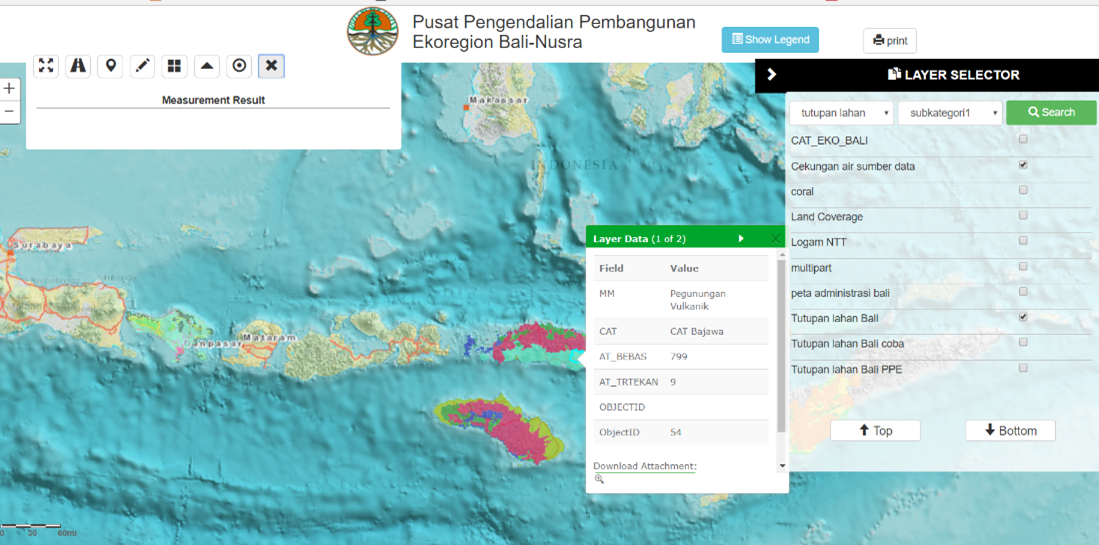 Pusat Pengendalian Pembangunan
Ekoregion Bali-Nusra
Show Legend
print
Measurement Result
+
−
LAYER SELECTOR
tutupan lahan
subkategori1
Search
CAT_EKO_BALI
Cekungan air sumber data
coral
Land Coverage
Logam NTT
multipart
peta administrasi bali
Tutupan lahan Bali
Tutupan lahan Bali coba
Tutupan lahan Bali PPE
Top
Bottom
Makassar
INDONESIA
Surabaya
Danpasar
Mataram
Layer Data (1 of 2)
Field Value
MM Pegunungan
Vulkanik
CAT CAT Bajawa
AT_BEBAS 799
AT_TRTEKAN 9
OBJECTID
ObjectID 54
Download Attachment:
0 30 60mi